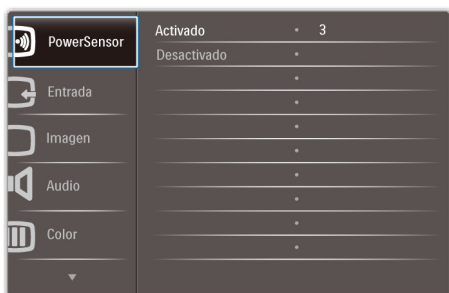 PowerSensor
Activado • 3
Desactivado •
Entrada
Imagen
Audio
Color